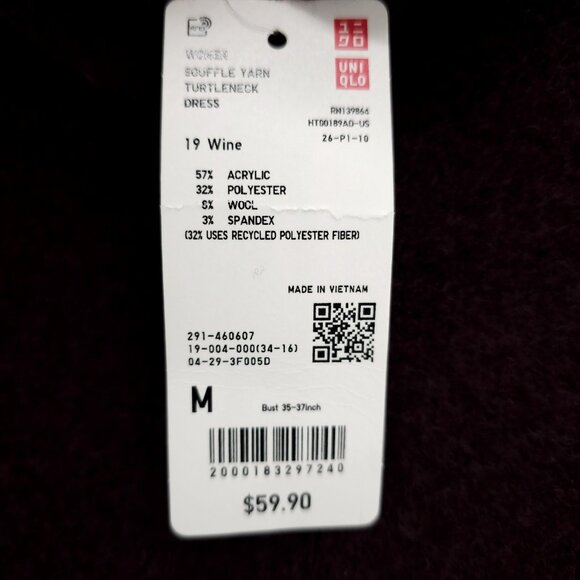 WOMEN
SOUFFLE YARN
TURTLENECK
DRESS
ユニ
クロ
UNI
QLO
RN139866
HTG0189AO-US
26-P1-10
19 Wine
57% ACRYLIC
32% POLYESTER
8% WOOL
3% SPANDEX
(32% USES RECYCLED POLYESTER FIBER)
MADE IN VIETNAM
291-460607
19-004-000(34-16)
04-29-3F005D
M
Bust 35-37inch
2000183297240
$59.90